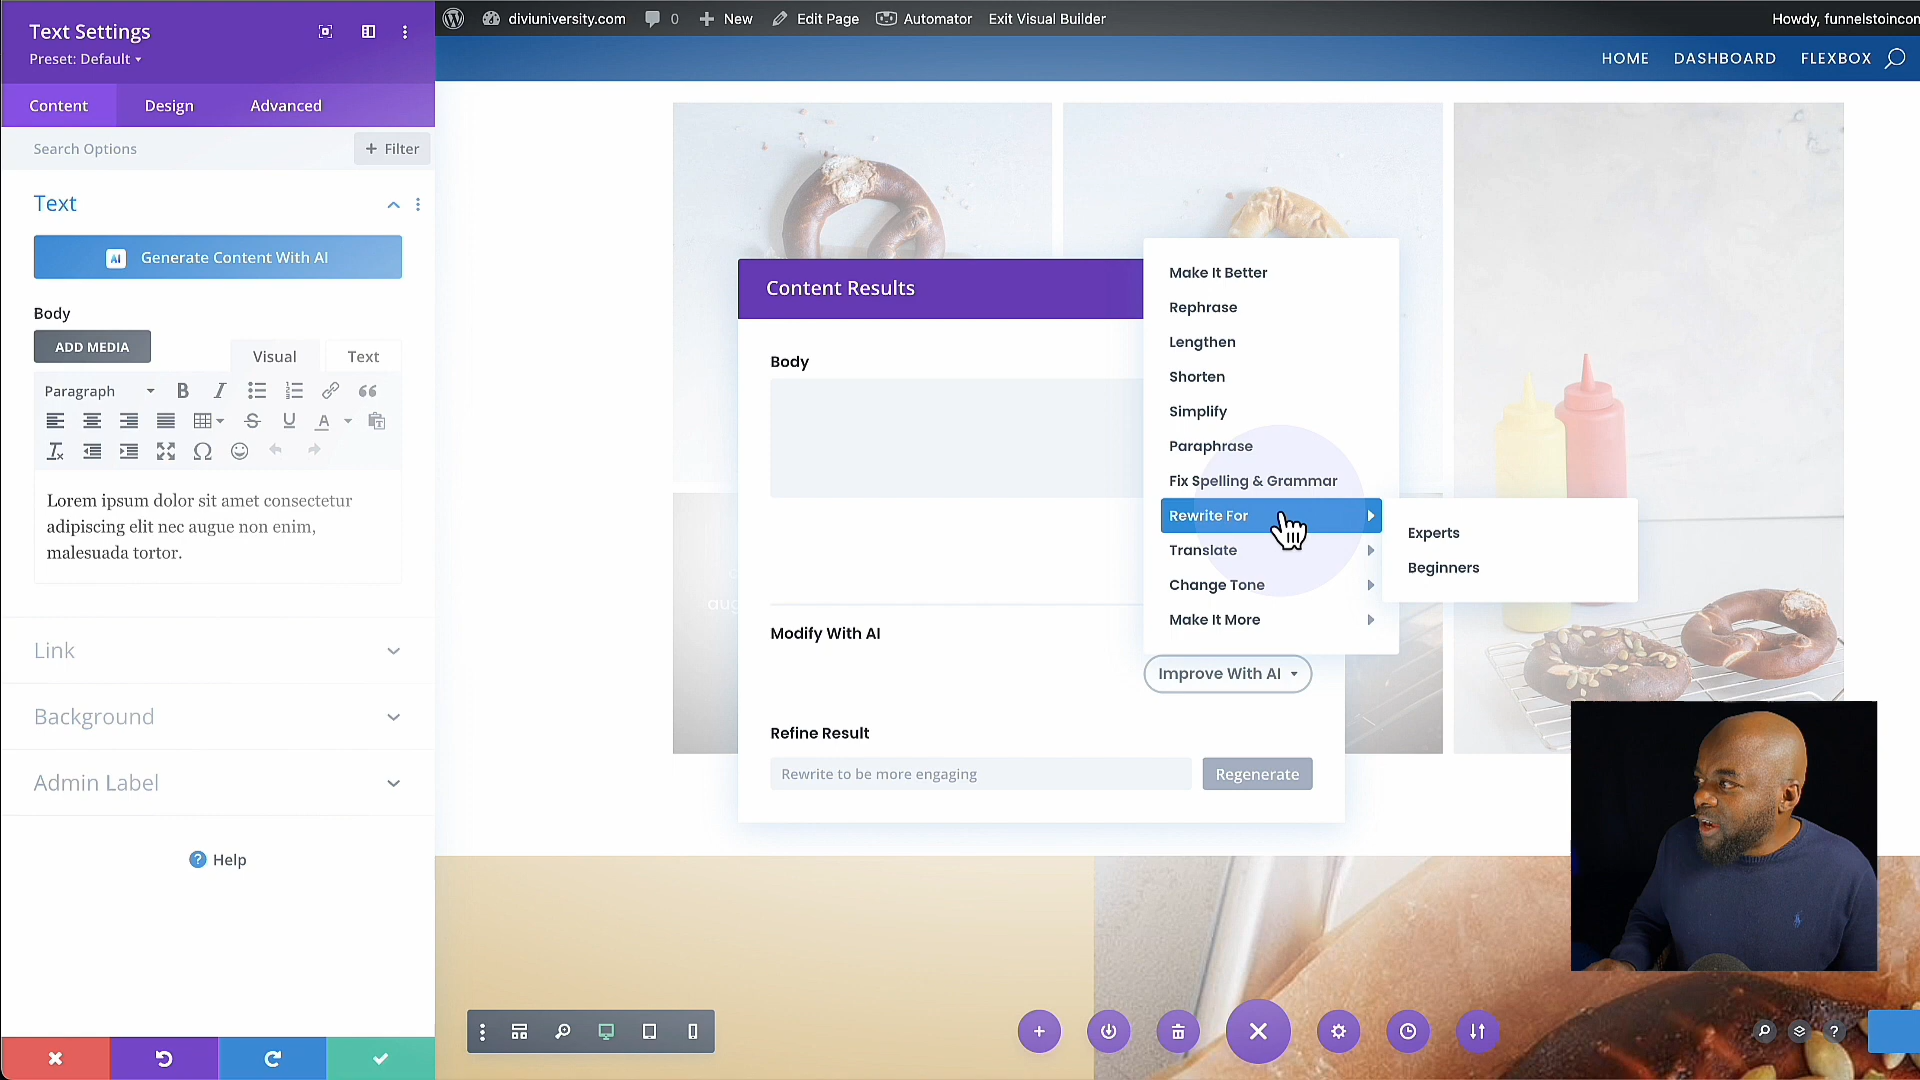 Text Settings
Preset: Default
Content
Design
Advanced
Search Options
+ Filter
Text
AI Generate Content With AI
Body
ADD MEDIA
Visual
Text
Paragraph
Lorem ipsum dolor sit amet consectetur
adipiscing elit nec augue non enim,
malesuada tortor.
Link
Background
Admin Label
? Help
diviuniversity.com
0
New
Edit Page
Automator
Exit Visual Builder
Howdy, funnelstoincon
HOME
DASHBOARD
FLEXBOX
Content Results
Body
aug
Modify With AI
Improve With AI
Refine Result
Rewrite to be more engaging
Regenerate
Make It Better
Rephrase
Lengthen
Shorten
Simplify
Paraphrase
Fix Spelling & Grammar
Rewrite For
Translate
Change Tone
Make It More
Experts
Beginners